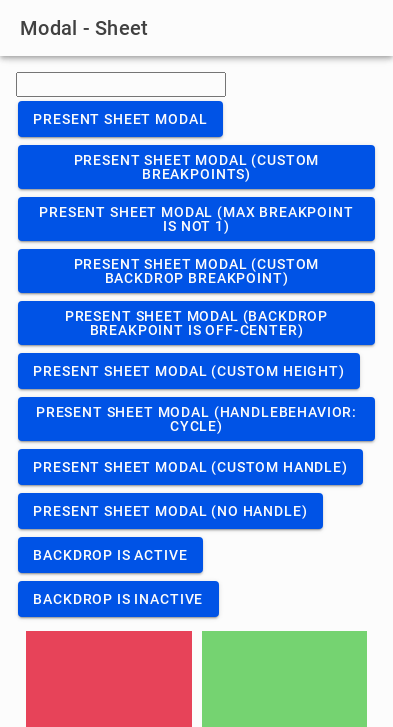 Modal - Sheet
PRESENT SHEET MODAL
PRESENT SHEET MODAL (CUSTOM
BREAKPOINTS)
PRESENT SHEET MODAL (MAX BREAKPOINT
IS NOT 1)
PRESENT SHEET MODAL (CUSTOM
BACKDROP BREAKPOINT)
PRESENT SHEET MODAL (BACKDROP
BREAKPOINT IS OFF-CENTER)
PRESENT SHEET MODAL (CUSTOM HEIGHT)
PRESENT SHEET MODAL (HANDLEBEHAVIOR:
CYCLE)
PRESENT SHEET MODAL (CUSTOM HANDLE)
PRESENT SHEET MODAL (NO HANDLE)
BACKDROP IS ACTIVE
BACKDROP IS INACTIVE